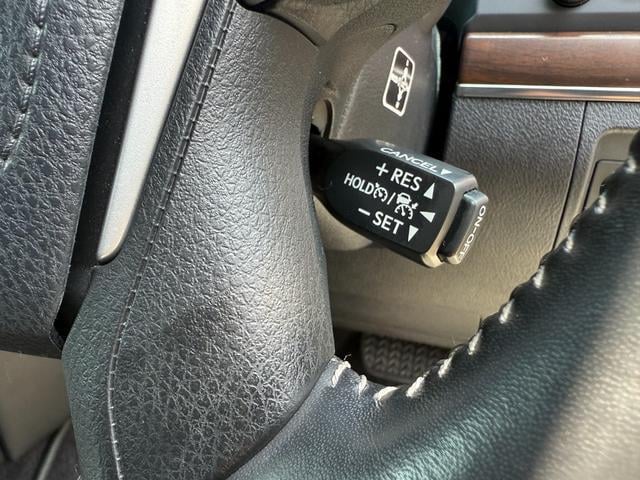 CANCEL
+ RES
HOLD /
- SET
ON-OFF